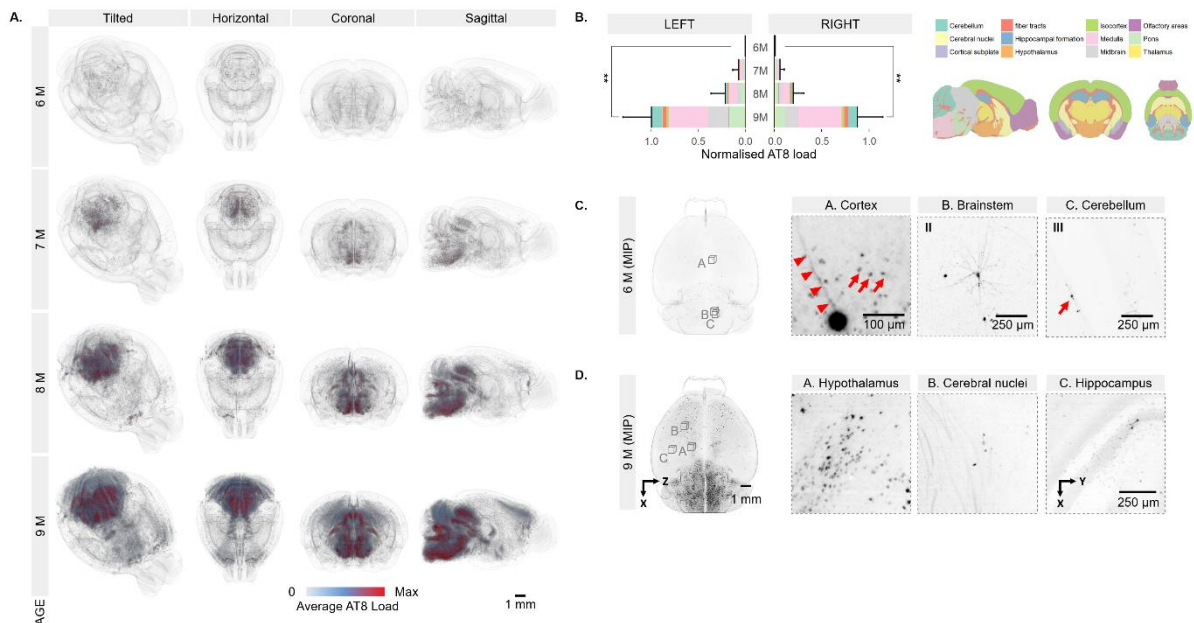 A.
Tilted
Horizontal
Coronal
Sagittal
6 M
7 M
8 M
9 M
AGE
0
Max
Average AT8 Load
1 mm
B.
LEFT
RIGHT
**
**
6M
7M
8M
9M
1.0
0.5
0.0
0.0
0.5
1.0
Normalised AT8 load
Cerebellum
fiber tracts
Isocortex
Olfactory areas
Cerebral nuclei
Hippocampal formation
Medulla
Pons
Cortical subplate
Hypothalamus
Midbrain
Thalamus
C.
6 M (MIP)
A
B
C
A. Cortex
B. Brainstem
C. Cerebellum
II
III
100 µm
250 µm
250 µm
D.
9 M (MIP)
B
C
A
Z
X
1 mm
A. Hypothalamus
B. Cerebral nuclei
C. Hippocampus
Y
X
250 µm